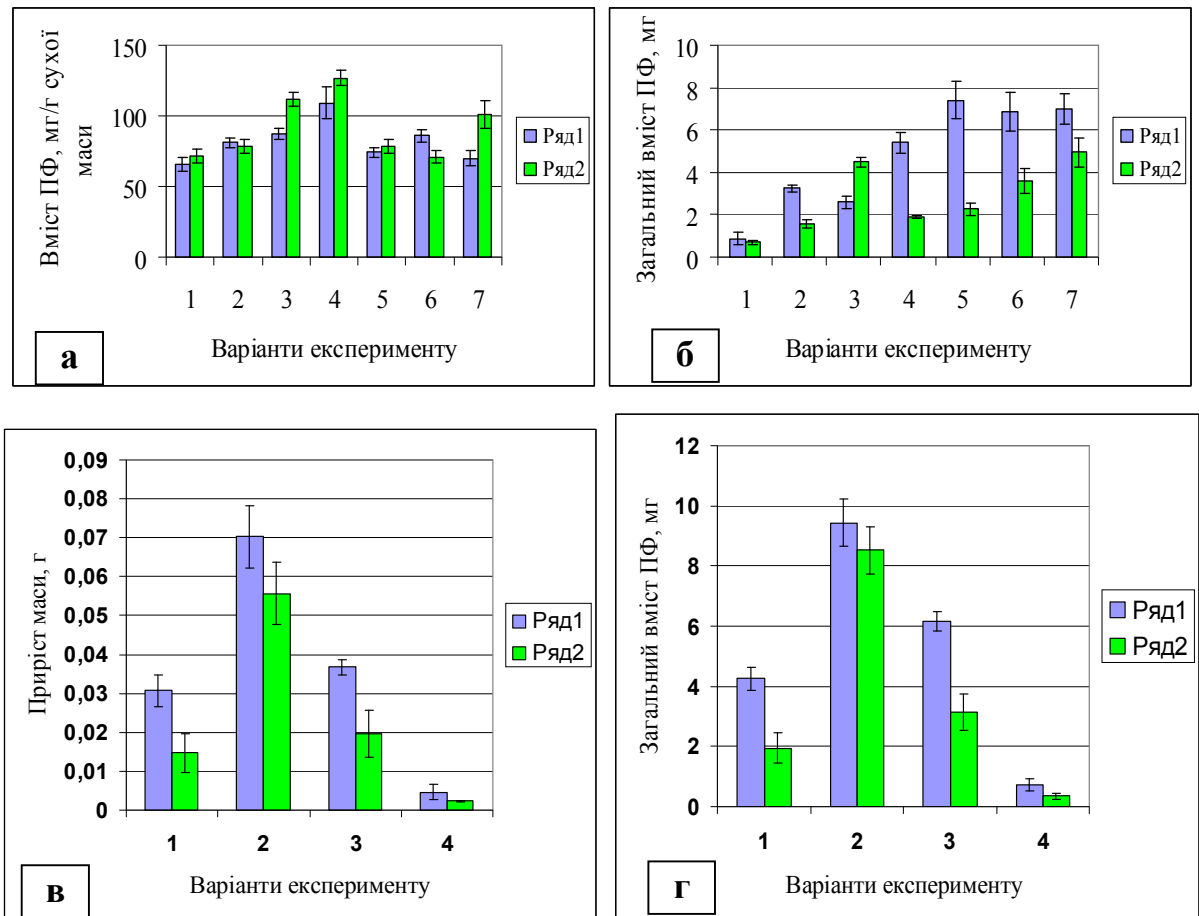 Вміст ПФ, мг/г сухої
маси
150
100
50
0
1 2 3 4 5 6 7
Варіанти експерименту
Ряд1
Ряд2
а
Загальний вміст ПФ, мг
10
8
6
4
2
0
1 2 3 4 5 6 7
Варіанти експерименту
Ряд1
Ряд2
б
Приріст маси, г
0,09
0,08
0,07
0,06
0,05
0,04
0,03
0,02
0,01
0
1 2 3 4
Варіанти експерименту
Ряд1
Ряд2
в
Загальний вміст ПФ, мг
12
10
8
6
4
2
0
1 2 3 4
Варіанти експерименту
Ряд1
Ряд2
г